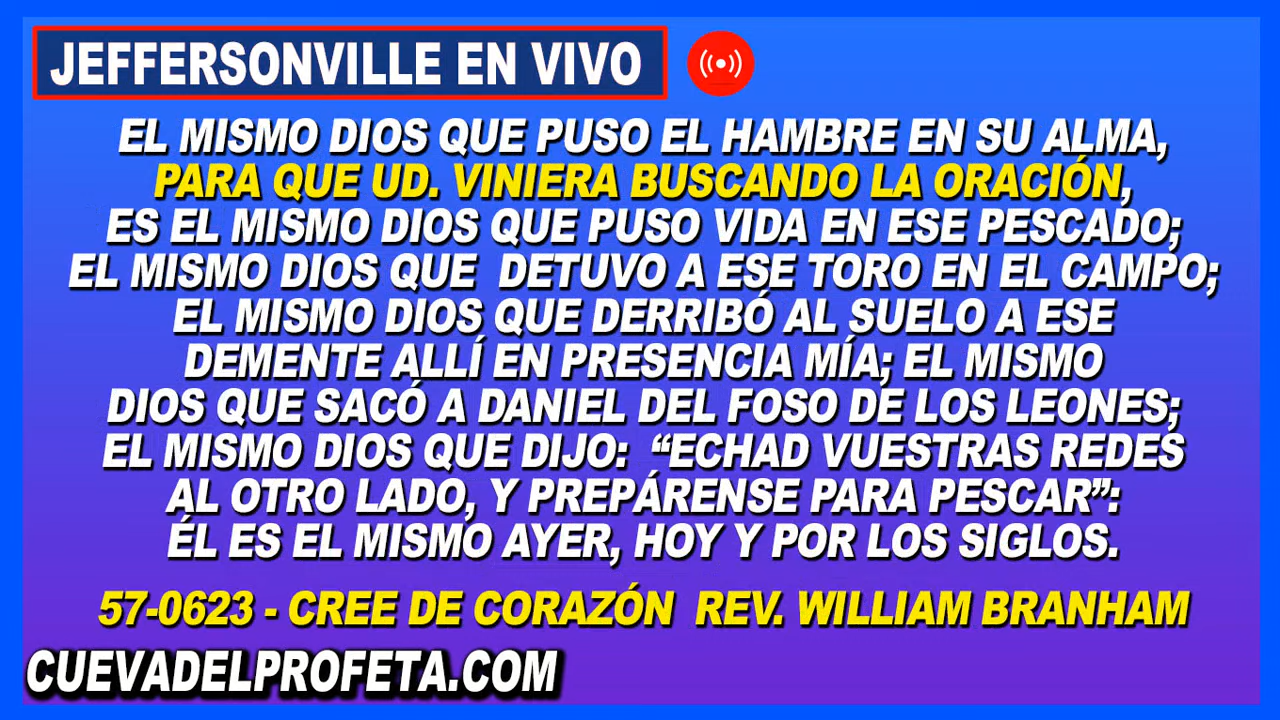 JEFFERSONVILLE EN VIVO
EL MISMO DIOS QUE PUSO EL HAMBRE EN SU ALMA,
PARA QUE UD. VINIERA BUSCANDO LA ORACIÓN,
ES EL MISMO DIOS QUE PUSO VIDA EN ESE PESCADO;
EL MISMO DIOS QUE DETUVO A ESE TORO EN EL CAMPO;
EL MISMO DIOS QUE DERRIBÓ AL SUELO A ESE
DEMENTE ALLÍ EN PRESENCIA MÍA; EL MISMO
DIOS QUE SACÓ A DANIEL DEL FOSO DE LOS LEONES;
EL MISMO DIOS QUE DIJO: “ECHAD VUESTRAS REDES
AL OTRO LADO, Y PREPÁRENSE PARA PESCAR”:
ÉL ES EL MISMO AYER, HOY Y POR LOS SIGLOS.
57-0623 - CREE DE CORAZÓN REV. WILLIAM BRANHAM
CUEVADELPROFETA.COM